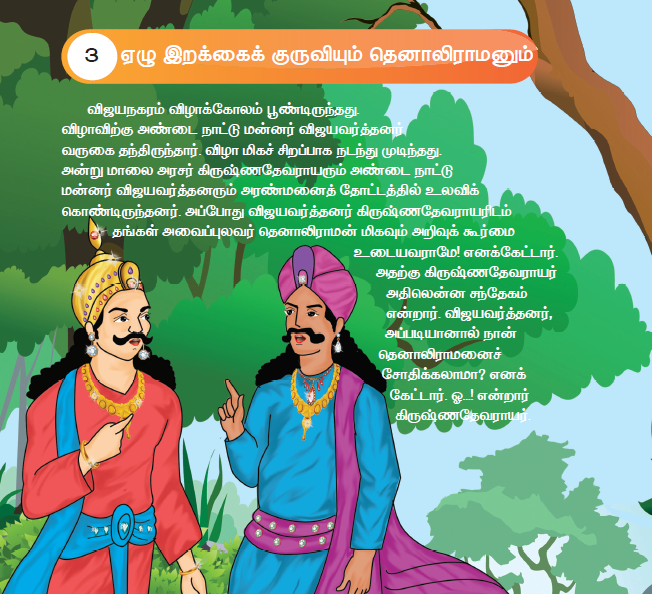 3 ஏழு இறக்கைக் குருவியும் தெனாலிராமனும்
விஜயநகரம் விழாக்கோலம் பூண்டிருந்தது.
விழாவிற்கு அண்டை நாட்டு மன்னர் விஜயவர்த்தனர்
வருகை தந்திருந்தார். விழா மிகச் சிறப்பாக நடந்து முடிந்தது.
அன்று மாலை அரசர் கிருஷ்ணதேவராயரும் அண்டை நாட்டு
மன்னர் விஜயவர்த்தனரும் அரண்மனைத் தோட்டத்தில் உலவிக்
கொண்டிருந்தனர். அப்போது விஜயவர்த்தனர் கிருஷ்ணதேவராயரிடம்
தங்கள் அவைப்புலவர் தெனாலிராமன் மிகவும் அறிவுக் கூர்மை
உடையவராமே! எனக்கேட்டார்.
அதற்கு கிருஷ்ணதேவராயர்
அதிலென்ன சந்தேகம்
என்றார். விஜயவர்த்தனர்,
அப்படியானால் நான்
தெனாலிராமனைச்
சோதிக்கலாமா? எனக்
கேட்டார். ஓ..! என்றார்
கிருஷ்ணதேவராயர்.